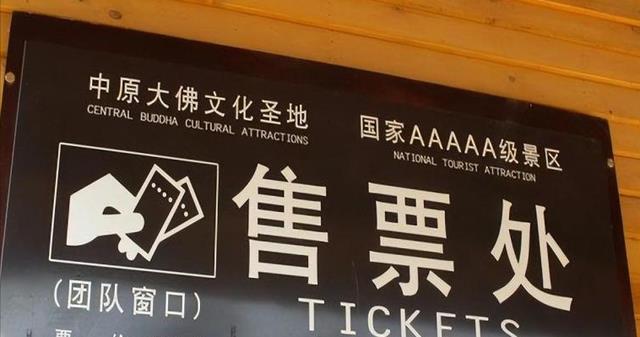 中原大佛文化圣地
CENTRAL BUDDHA CULTURAL ATTRACTIONS
国家AAAAA级景区
NATIONAL TOURIST ATTRACTION
售票处
TICKETS
(团队窗口)